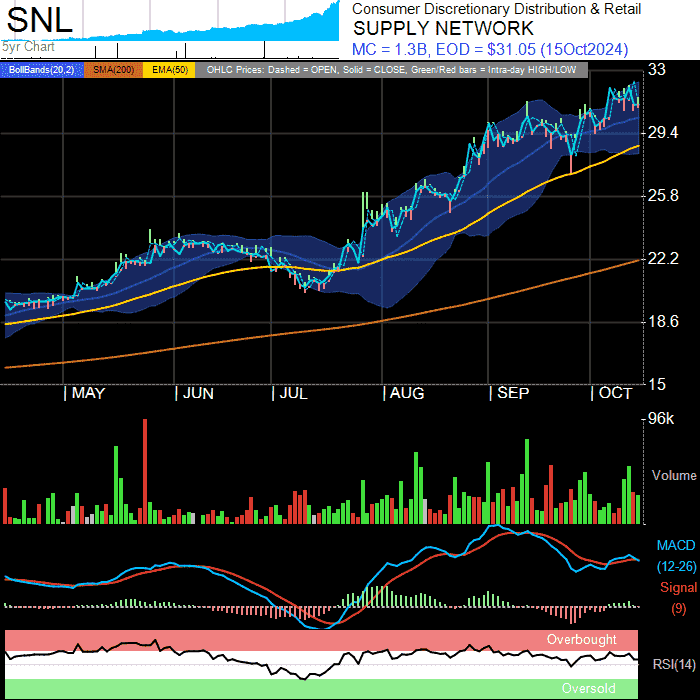 SNL
Consumer Discretionary Distribution & Retail
SUPPLY NETWORK
5yr Chart
MC = 1.3B, EOD = $31.05 (15Oct2024)
BollBands(20,2) SMA(200) EMA(50) OHLC Prices: Dashed = OPEN, Solid = CLOSE, Green/Red bars = Intra-day HIGH/LOW
33
29.4
25.8
22.2
18.6
15
| MAY | JUN | JUL | AUG | SEP | OCT
96k
Volume
MACD
(12-26)
Signal
(9)
Overbought
RSI(14)
Oversold